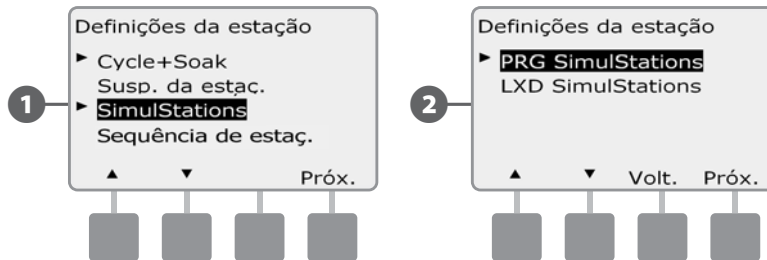 Definições da estação
► Cycle+Soak
Susp. da estaç.
► SimulStations
Sequência de estaç.
▲ ▼ Próx.
1
Definições da estação
► PRG SimulStations
LXD SimulStations
▲ ▼ Volt. Próx.
2